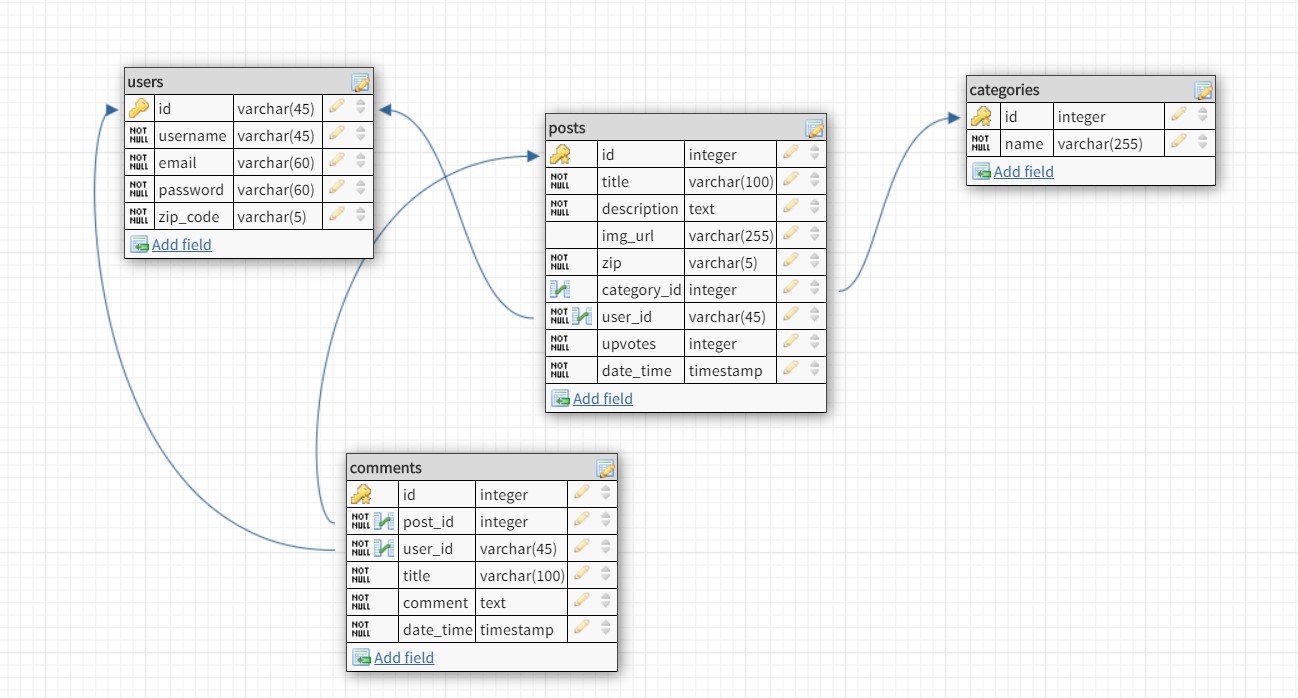 users
id varchar(45)
NOT NULL username varchar(45)
NOT NULL email varchar(60)
NOT NULL password varchar(60)
NOT NULL zip_code varchar(5)
Add field
posts
id integer
NOT NULL title varchar(100)
NOT NULL description text
img_url varchar(255)
NOT NULL zip varchar(5)
category_id integer
NOT NULL user_id varchar(45)
NOT NULL upvotes integer
NOT NULL date_time timestamp
Add field
categories
id integer
NOT NULL name varchar(255)
Add field
comments
id integer
NOT NULL post_id integer
NOT NULL user_id varchar(45)
NOT NULL title varchar(100)
NOT NULL comment text
NOT NULL date_time timestamp
Add field